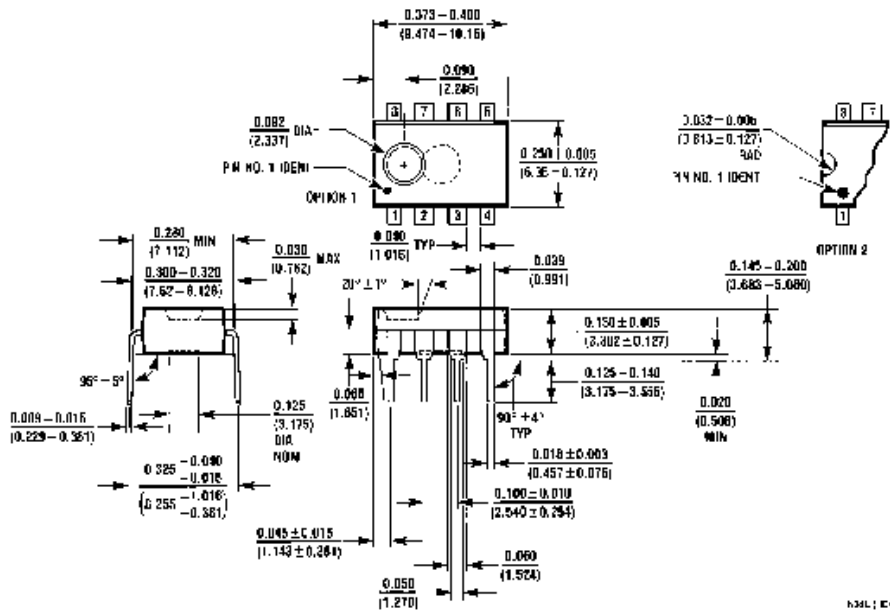 0.373-0.400
(9.474-10.16)
0.090
(2.286)
8 7 6 5
0.092 DIA
(2.337)
PIN NO. 1 IDENT
OPTION 1
0.250 ± 0.005
(6.35 ± 0.127)
1 2 3 4
8 7
(0.813 ± 0.127)
RAD
PIN NO. 1 IDENT
1
OPTION 2
0.280 MIN
(7.112)
0.300-0.320
(7.62-8.128)
0.030 MAX
(0.762)
20° ± 1°
TYP
(1.016)
0.039
(0.991)
0.145-0.200
(3.683-5.080)
0.130 ± 0.005
(3.302 ± 0.127)
0.125-0.140
(3.175-3.556)
0.020
(0.508)
MIN
95° 5°
0.009-0.015
(0.229-0.381)
0.125
(3.175)
DIA
NOM
(1.651)
90° ± 4°
TYP
0.018 ± 0.003
(0.457 ± 0.076)
0.100 ± 0.010
(2.540 ± 0.254)
0.325
0.045 ± 0.015
(1.143 ± 0.381)
0.060
(1.524)
0.050
(1.270)